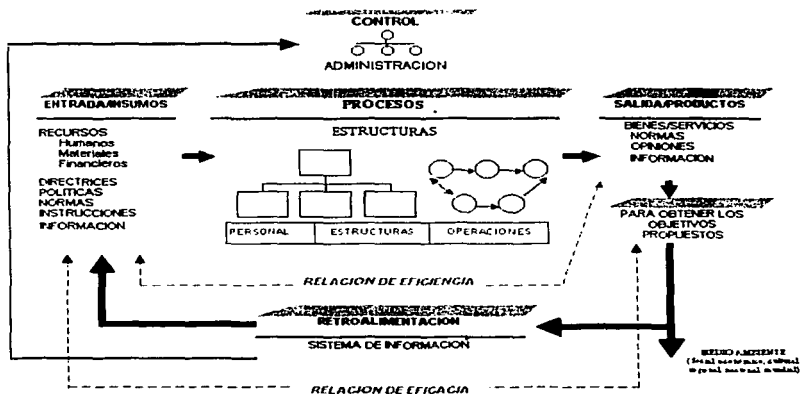 CONTROL
ADMINISTRACION
ENTRADA/INSUMOS
RECURSOS
Humanos
Materiales
Financieros
DIRECTRICES
POLITICAS
NORMAS
INSTRUCCIONES
INFORMACION
PROCESOS
ESTRUCTURAS
PERSONAL
ESTRUCTURAS
OPERACIONES
SALIDA/PRODUCTOS
BIENES/SERVICIOS
NORMAS
OPINIONES
INFORMACION
PARA OBTENER LOS
OBJETIVOS
PROPUESTOS
RELACION DE EFICIENCIA
RETROALIMENTACION
SISTEMA DE INFORMACION
MEDIO AMBIENTE
RELACION DE EFICACIA